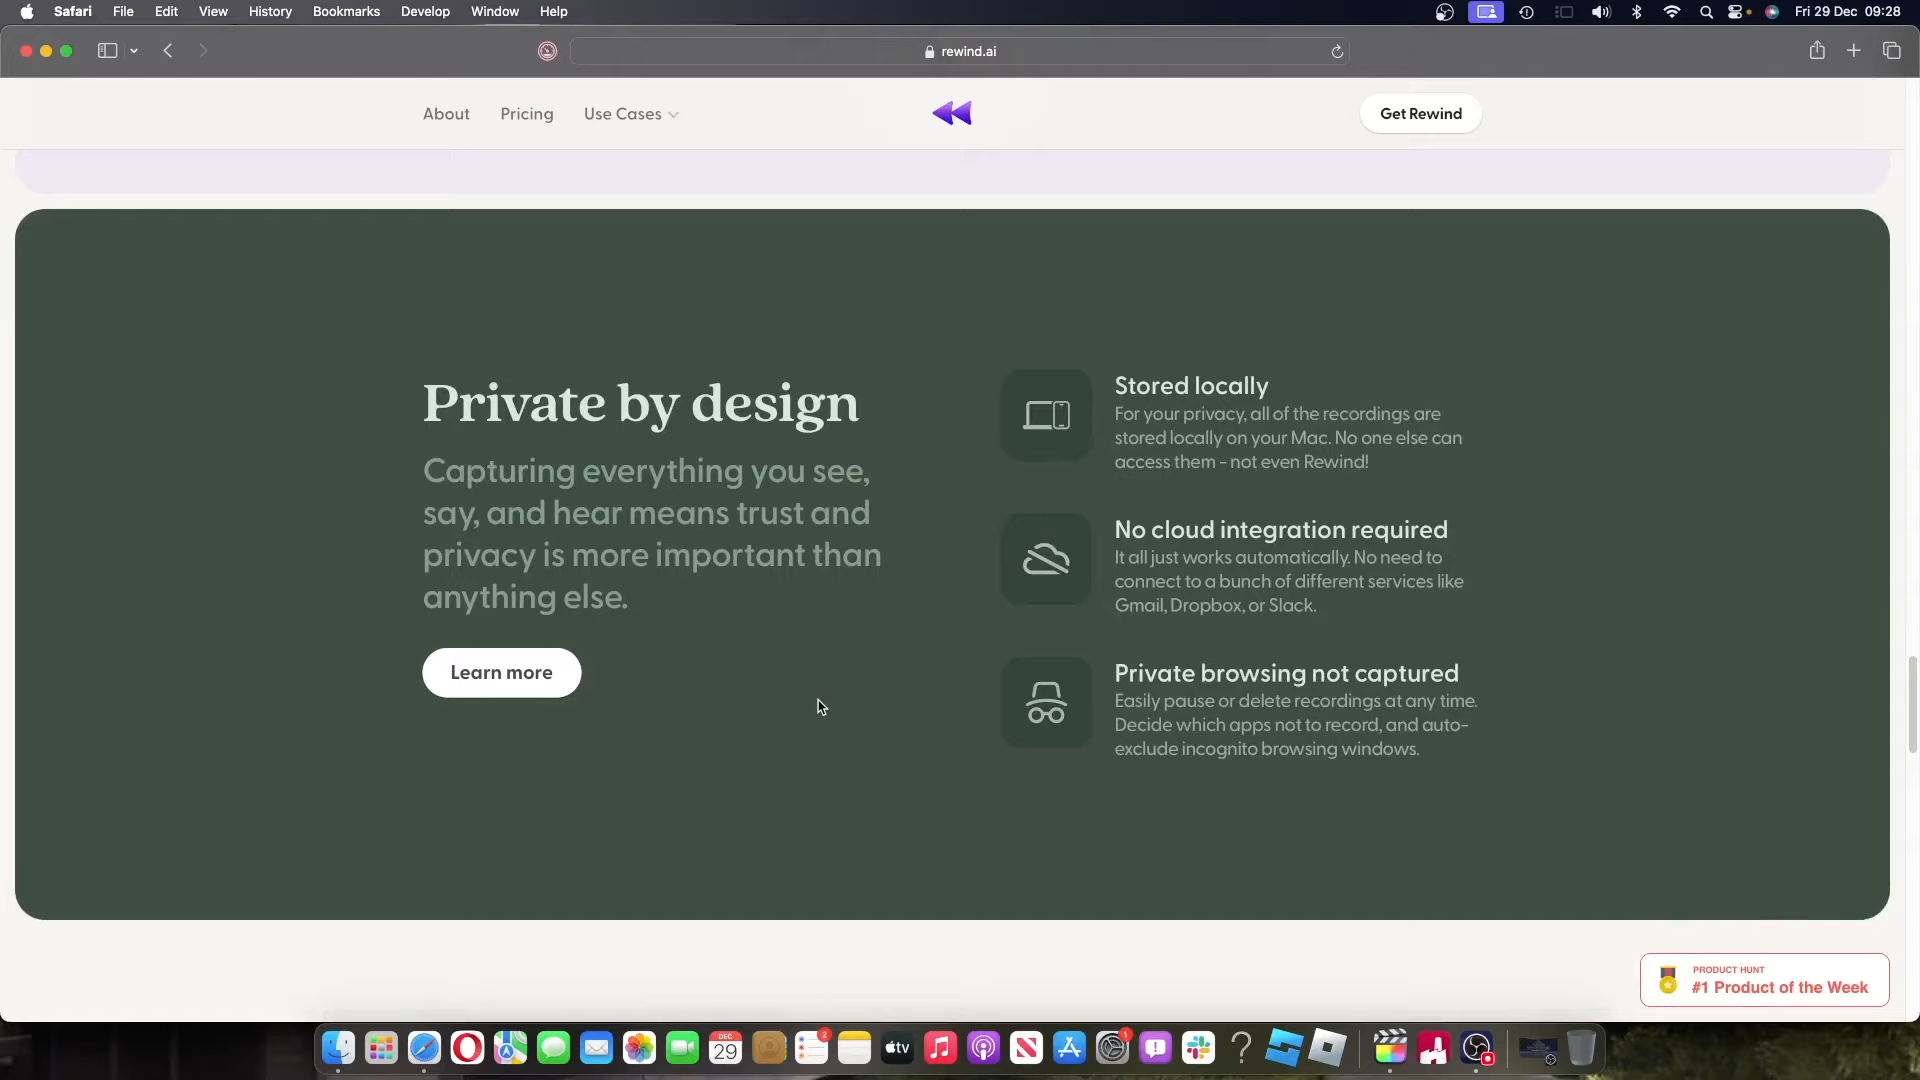 Safari File Edit View History Bookmarks Develop Window Help Fri 29 Dec 09:28
rewind.ai
About Pricing Use Cases Get Rewind
Private by design
Capturing everything you see,
say, and hear means trust and
privacy is more important than
anything else.
Learn more
Stored locally
For your privacy, all of the recordings are
stored locally on your Mac. No one else can
access them - not even Rewind!
No cloud integration required
It all just works automatically. No need to
connect to a bunch of different services like
Gmail, Dropbox, or Slack.
Private browsing not captured
Easily pause or delete recordings at any time.
Decide which apps not to record, and auto-
exclude incognito browsing windows.
PRODUCT HUNT
#1 Product of the Week
DEC
29
2
tv
1